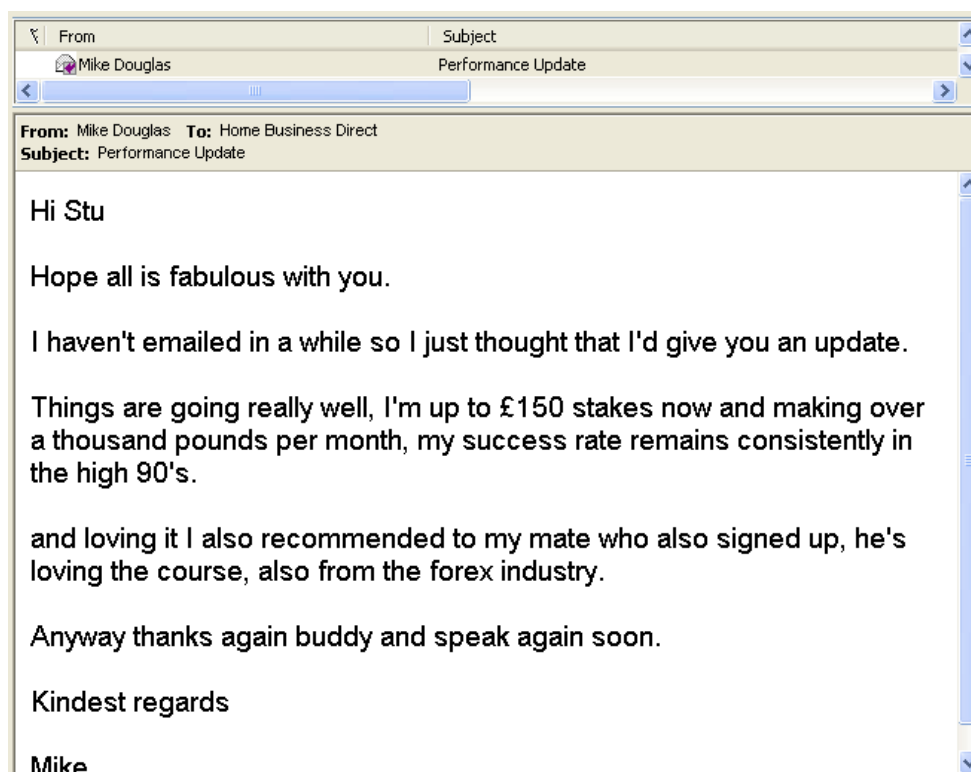 From Subject
Mike Douglas Performance Update
From: Mike Douglas To: Home Business Direct
Subject: Performance Update
Hi Stu
Hope all is fabulous with you.
I haven't emailed in a while so I just thought that I'd give you an update.
Things are going really well, I'm up to £150 stakes now and making over
a thousand pounds per month, my success rate remains consistently in
the high 90's.
and loving it I also recommended to my mate who also signed up, he's
loving the course, also from the forex industry.
Anyway thanks again buddy and speak again soon.
Kindest regards
Mike